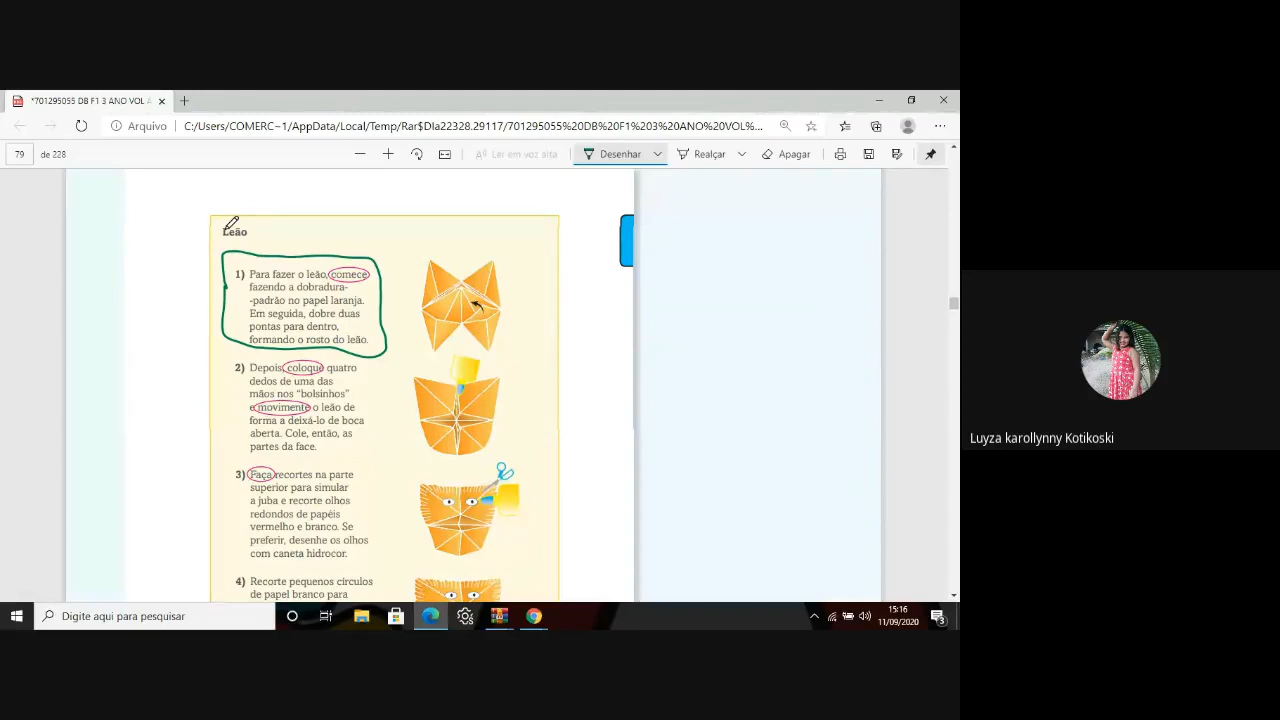 *701295055 DB F1 3 ANO VOL A
Arquivo
C:/Users/COMERC~1/AppData/Local/Temp/Rar$DIa22328.29117/701295055%20DB%20F1%203%20ANO%20VOL%...
79 de 228
Ler em voz alta
Desenhar
Realçar
Apagar
Leão
1) Para fazer o leão, comece
fazendo a dobradura-
-padrão no papel laranja.
Em seguida, dobre duas
pontas para dentro,
formando o rosto do leão.
2) Depois, coloque quatro
dedos de uma das
mãos nos “bolsinhos”
e movimente o leão de
forma a deixá-lo de boca
aberta. Cole, então, as
partes da face.
3) Faça recortes na parte
superior para simular
a juba e recorte olhos
redondos de papéis
vermelho e branco. Se
preferir, desenhe os olhos
com caneta hidrocor.
4) Recorte pequenos círculos
de papel branco para
Luyza karollynny Kotikoski
Digite aqui para pesquisar
15:16
11/09/2020
3